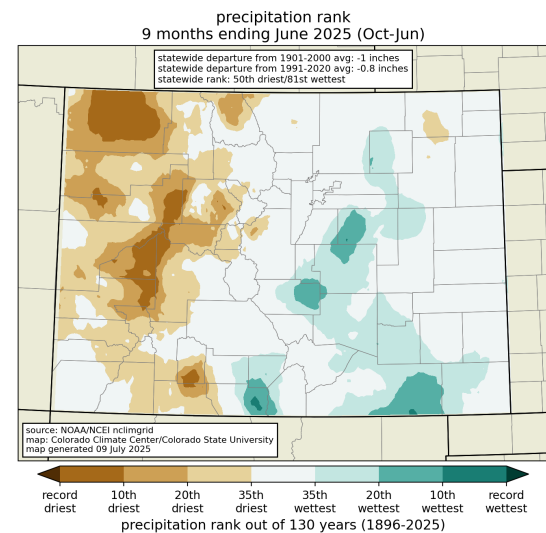 precipitation rank
9 months ending June 2025 (Oct-Jun)
statewide departure from 1901-2000 avg: -1 inches
statewide departure from 1991-2020 avg: -0.8 inches
statewide rank: 50th driest/81st wettest
source: NOAA/NCEI nclimgrid
map: Colorado Climate Center/Colorado State University
map generated 09 July 2025
record driest
10th driest
20th driest
35th driest
35th wettest
20th wettest
10th wettest
record wettest
precipitation rank out of 130 years (1896-2025)